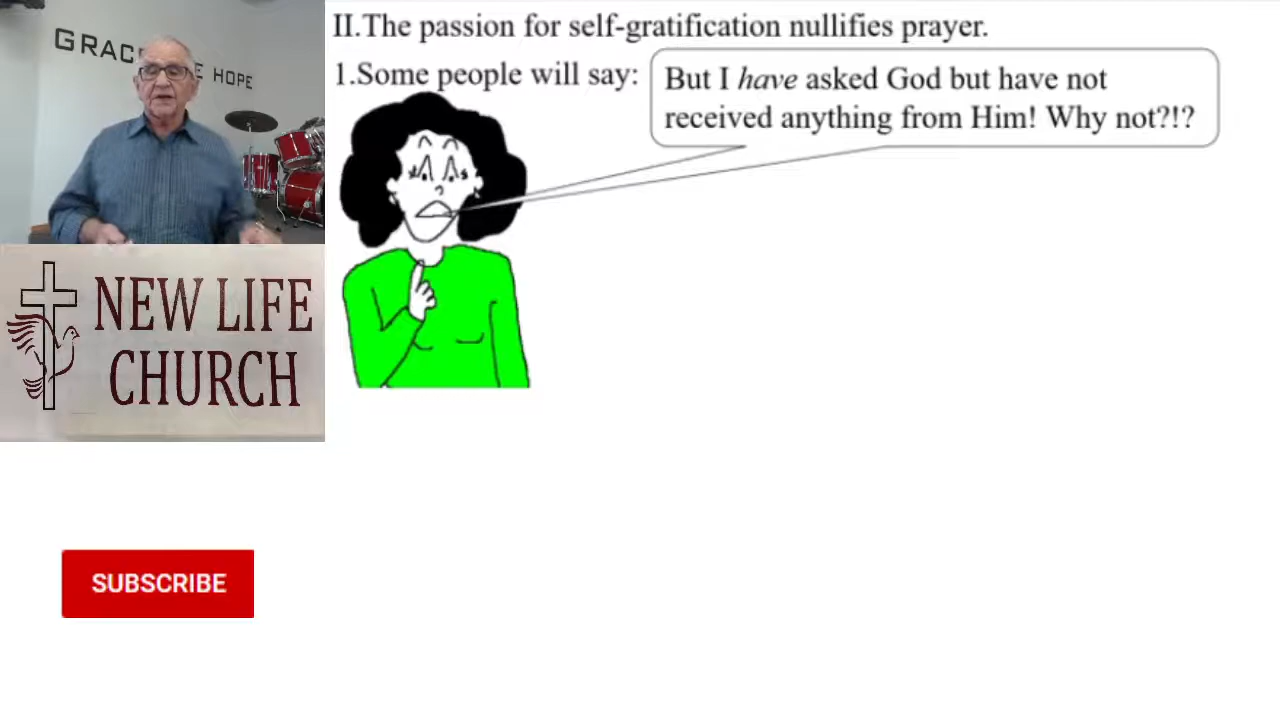 GRAC E HOPE
II.The passion for self-gratification nullifies prayer.
1.Some people will say:
But I have asked God but have not
received anything from Him! Why not?!?
NEW LIFE
CHURCH
SUBSCRIBE